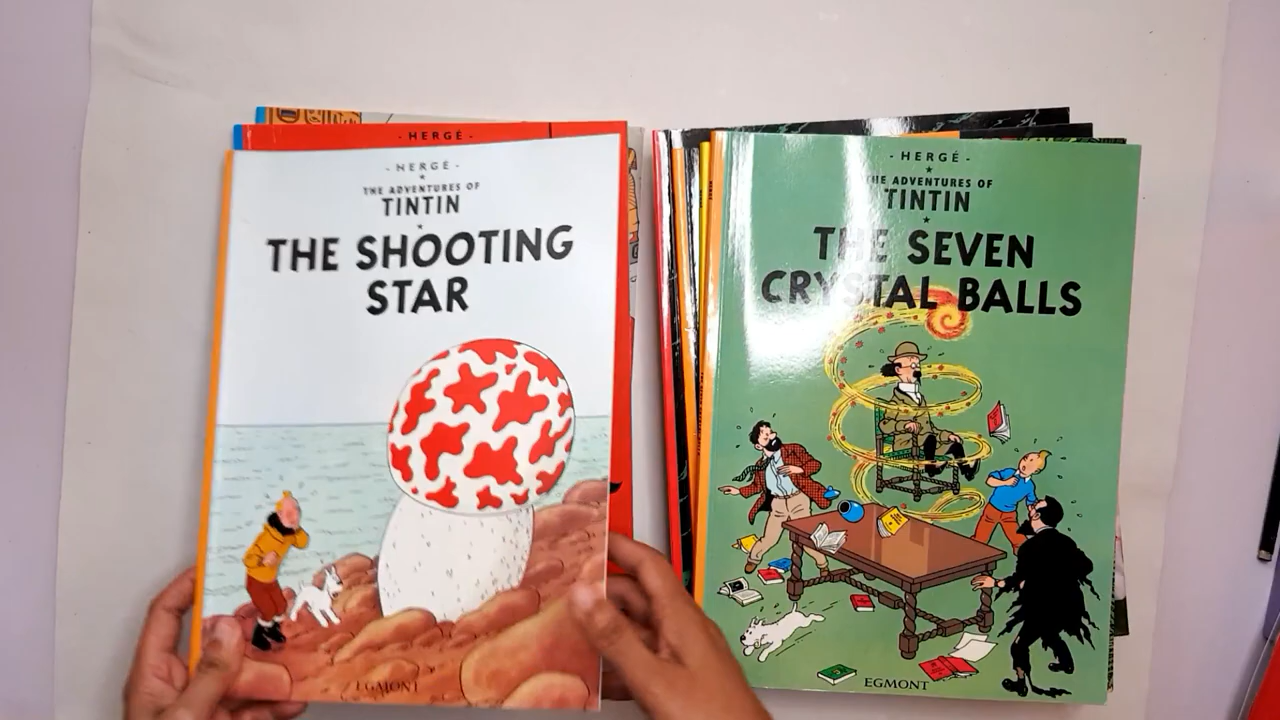 - HERGÉ -
- HERGÉ -
THE ADVENTURES OF
TINTIN
THE SHOOTING
STAR
EGMONT
- HERGÉ -
THE ADVENTURES OF
TINTIN
THE SEVEN
CRYSTAL BALLS
EGMONT